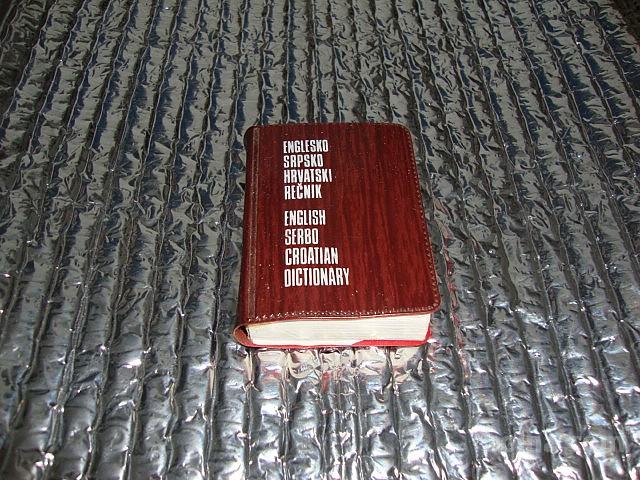 ENGLESKO
SRPSKO
HRVATSKI
REČNIK
ENGLISH
SERBO
CROATIAN
DICTIONARY